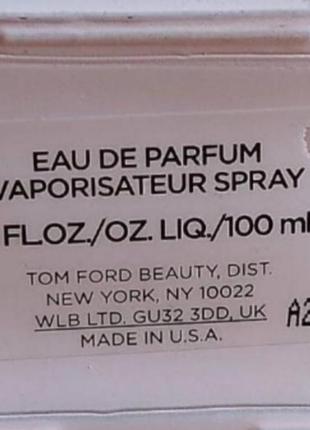 EAU DE PARFUM
VAPORISATEUR SPRAY
FL.OZ./OZ. LIQ./100 ml
TOM FORD BEAUTY, DIST.
NEW YORK, NY 10022
WLB LTD. GU32 3DD, UK
MADE IN U.S.A.
A2